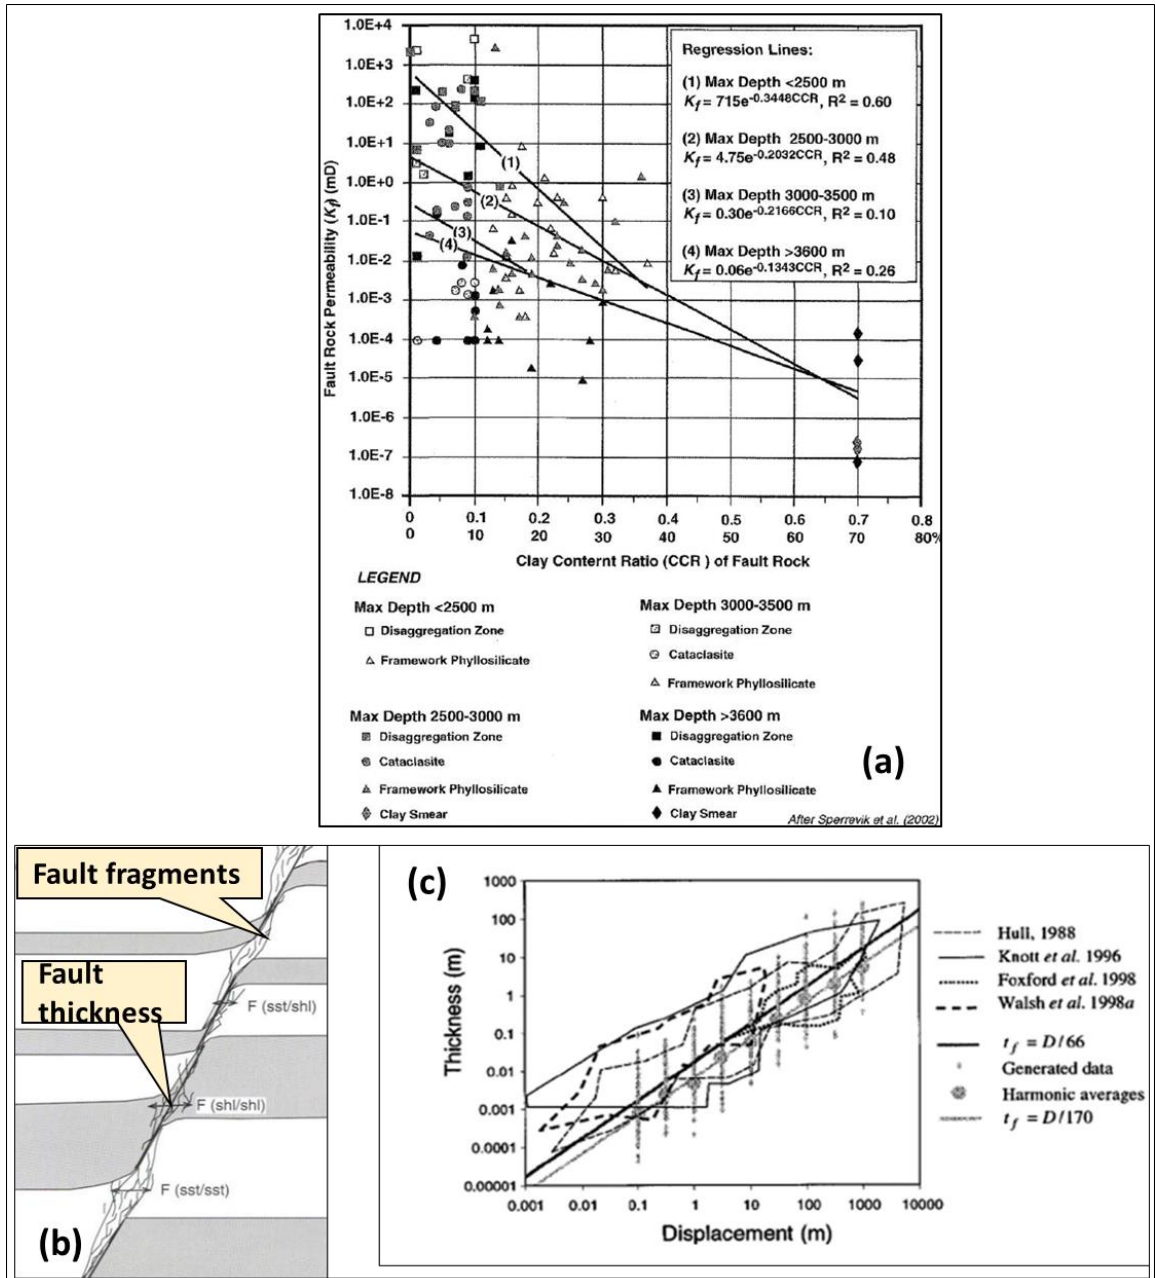 1.0E+4
1.0E+3
1.0E+2
1.0E+1
1.0E+0
1.0E-1
1.0E-2
1.0E-3
1.0E-4
1.0E-5
1.0E-6
1.0E-7
1.0E-8
Fault Rock Permeability (Kf) (mD)
Regression Lines:
(1) Max Depth <2500 m
Kf = 715e-0.3448CCR, R2 = 0.60
(2) Max Depth 2500-3000 m
Kf = 4.75e-0.2032CCR, R2 = 0.48
(3) Max Depth 3000-3500 m
Kf = 0.30e-0.2166CCR, R2 = 0.10
(4) Max Depth >3600 m
Kf = 0.06e-0.1343CCR, R2 = 0.26
(1)
(2)
(3)
(4)
0 0.1 0.2 0.3 0.4 0.5 0.6 0.7 0.8
0 10 20 30 40 50 60 70 80%
Clay Conternt Ratio (CCR ) of Fault Rock
LEGEND
Max Depth <2500 m
Disaggregation Zone
Framework Phyllosilicate
Max Depth 3000-3500 m
Disaggregation Zone
Cataclasite
Framework Phyllosilicate
Max Depth 2500-3000 m
Disaggregation Zone
Cataclasite
Framework Phyllosilicate
Clay Smear
Max Depth >3600 m
Disaggregation Zone
Cataclasite
Framework Phyllosilicate
Clay Smear
(a)
After Sperrevik et al. (2002)
Fault fragments
Fault
thickness
F (sst/shl)
F (shl/shl)
F (sst/sst)
(b)
(c)
1000
100
10
1
0.1
0.01
0.001
0.0001
0.00001
Thickness (m)
0.001 0.01 0.1 1 10 100 1000 10000
Displacement (m)
Hull, 1988
Knott et al. 1996
Foxford et al. 1998
Walsh et al. 1998a
tf = D/66
Generated data
Harmonic averages
tf = D/170